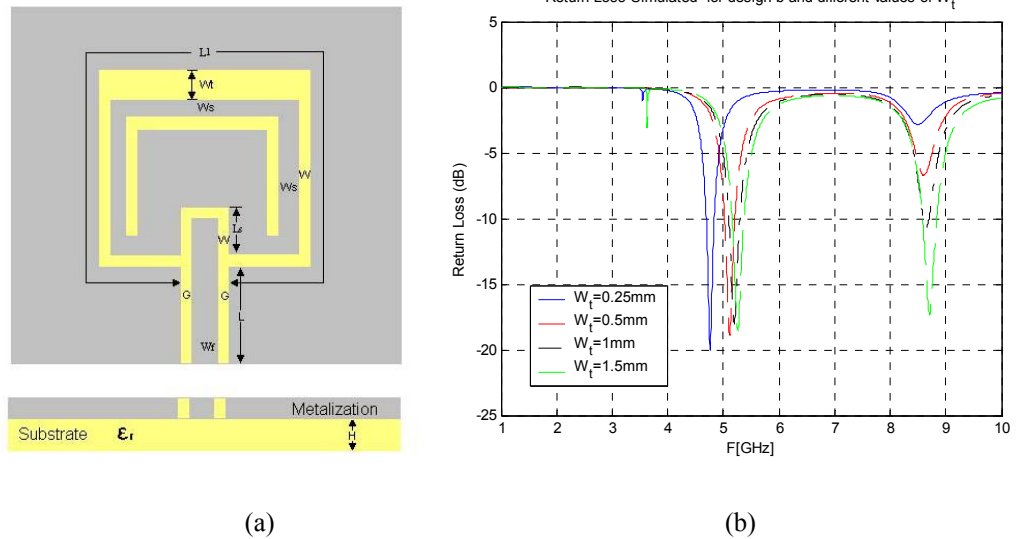 Return Loss Simulated for design b and different values of Wt
L1
Wt
Ws
Ws
W
Ls
W
G
G
L
Wf
Metalization
Substrate
εr
H
0
-5
-10
-15
-20
-25
Return Loss (dB)
Wt=0.25mm
Wt=0.5mm
Wt=1mm
Wt=1.5mm
1
2
3
4
5
6
7
8
9
10
F[GHz]
(a)
(b)